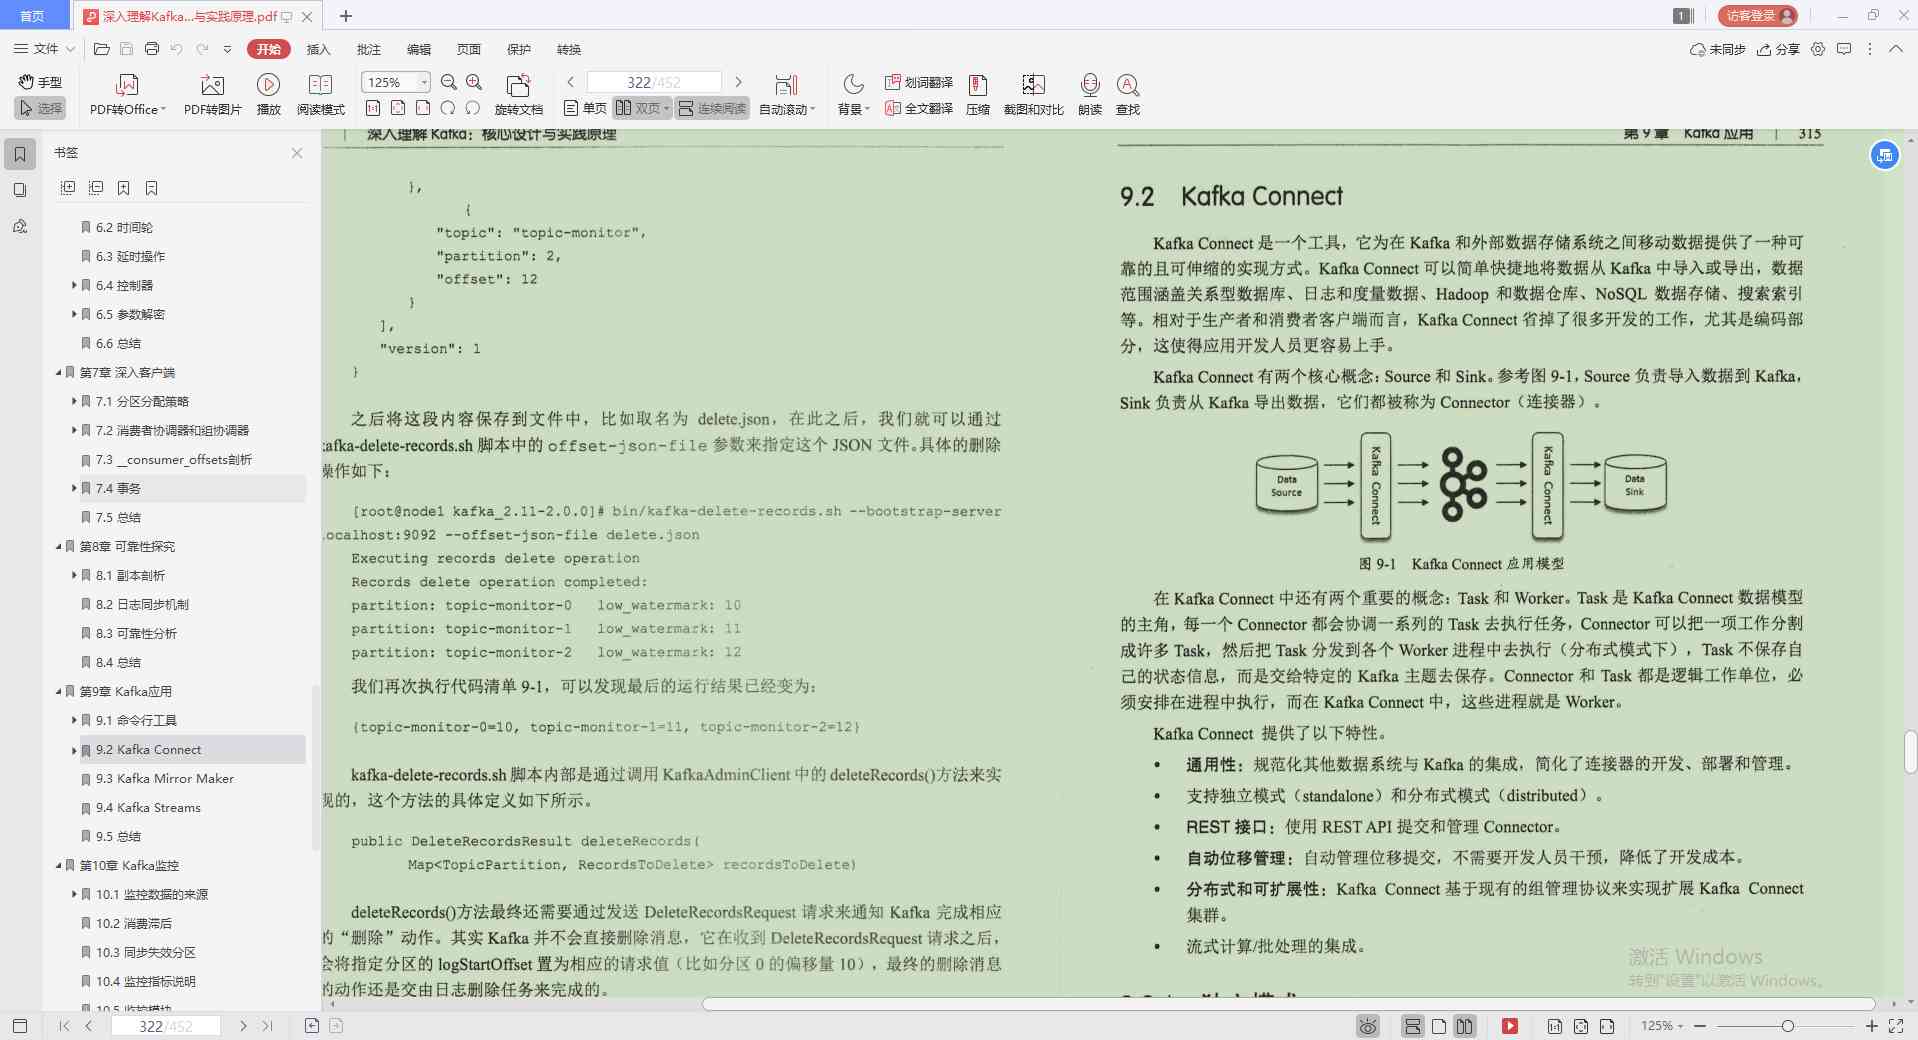 首页
深入理解Kafka...与实践原理.pdf
1
访客登录
文件
开始
插入
批注
编辑
页面
保护
转换
未同步
分享
手型
选择
PDF转Office
PDF转图片
播放
阅读模式
125%
旋转文档
322/452
单页
双页
连续阅读
自动滚动
背景
划词翻译
全文翻译
压缩
截图和对比
朗读
查找
书签
6.2 时间轮
6.3 延时操作
6.4 控制器
6.5 参数解密
6.6 总结
第7章 深入客户端
7.1 分区分配策略
7.2 消费者协调器和组协调器
7.3 __consumer_offsets剖析
7.4 事务
7.5 总结
第8章 可靠性探究
8.1 副本剖析
8.2 日志同步机制
8.3 可靠性分析
8.4 总结
第9章 Kafka应用
9.1 命令行工具
9.2 Kafka Connect
9.3 Kafka Mirror Maker
9.4 Kafka Streams
9.5 总结
第10章 Kafka监控
10.1 监控数据的来源
10.2 消费滞后
10.3 同步失效分区
10.4 监控指标说明
10.5 监控模块
深入理解 Kafka：核心设计与实践原理
},
{
"topic": "topic-monitor",
"partition": 2,
"offset": 12
}
],
"version": 1
}
之后将这段内容保存到文件中，比如取名为 delete.json，在此之后，我们就可以通过
kafka-delete-records.sh 脚本中的 offset-json-file 参数来指定这个 JSON 文件。具体的删除
操作如下：
[root@node1 kafka_2.11-2.0.0]# bin/kafka-delete-records.sh --bootstrap-server
localhost:9092 --offset-json-file delete.json
Executing records delete operation
Records delete operation completed:
partition: topic-monitor-0 low_watermark: 10
partition: topic-monitor-1 low_watermark: 11
partition: topic-monitor-2 low_watermark: 12
我们再次执行代码清单 9-1，可以发现最后的运行结果已经变为：
{topic-monitor-0=10, topic-monitor-1=11, topic-monitor-2=12}
kafka-delete-records.sh 脚本内部是通过调用 KafkaAdminClient 中的 deleteRecords()方法来实
现的，这个方法的具体定义如下所示。
public DeleteRecordsResult deleteRecords(
Map<TopicPartition, RecordsToDelete> recordsToDelete)
deleteRecords()方法最终还需要通过发送 DeleteRecordsRequest 请求来通知 Kafka 完成相应
的“删除”动作。其实 Kafka 并不会直接删除消息，它在收到 DeleteRecordsRequest 请求之后，
会将指定分区的 logStartOffset 置为相应的请求值（比如分区 0 的偏移量 10），最终的删除消息
的动作还是交由日志删除任务来完成的。
第 9 章 Kafka 应用 | 315
9.2 Kafka Connect
Kafka Connect 是一个工具，它为在 Kafka 和外部数据存储系统之间移动数据提供了一种可
靠的且可伸缩的实现方式。Kafka Connect 可以简单快捷地将数据从 Kafka 中导入或导出，数据
范围涵盖关系型数据库、日志和度量数据、Hadoop 和数据仓库、NoSQL 数据存储、搜索索引
等。相对于生产者和消费者客户端而言，Kafka Connect 省掉了很多开发的工作，尤其是编码部
分，这使得应用开发人员更容易上手。
Kafka Connect 有两个核心概念：Source 和 Sink。参考图 9-1，Source 负责导入数据到 Kafka，
Sink 负责从 Kafka 导出数据，它们都被称为 Connector（连接器）。
Data
Source
Kafka Connect
Kafka Connect
Data
Sink
图 9-1 Kafka Connect 应用模型
在 Kafka Connect 中还有两个重要的概念：Task 和 Worker。Task 是 Kafka Connect 数据模型
的主角，每一个 Connector 都会协调一系列的 Task 去执行任务，Connector 可以把一项工作分割
成许多 Task，然后把 Task 分发到各个 Worker 进程中去执行（分布式模式下），Task 不保存自
己的状态信息，而是交给特定的 Kafka 主题去保存。Connector 和 Task 都是逻辑工作单位，必
须安排在进程中执行，而在 Kafka Connect 中，这些进程就是 Worker。
Kafka Connect 提供了以下特性。
• 通用性：规范化其他数据系统与 Kafka 的集成，简化了连接器的开发、部署和管理。
• 支持独立模式（standalone）和分布式模式（distributed）。
• REST 接口：使用 REST API 提交和管理 Connector。
• 自动位移管理：自动管理位移提交，不需要开发人员干预，降低了开发成本。
• 分布式和可扩展性：Kafka Connect 基于现有的组管理协议来实现扩展 Kafka Connect
集群。
• 流式计算/批处理的集成。
激活 Windows
转到"设置"以激活 Windows。
322/452
125%